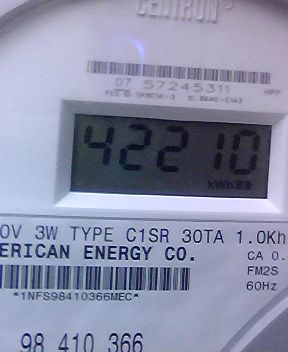 CENTRON
07 57245311
HPP
42210
kWh
0V 3W TYPE C1SR 30TA 1.0Kh
ERICAN ENERGY CO.
CA 0.
FM2S
60Hz
*1NFS98410366MEC*
98 410 366